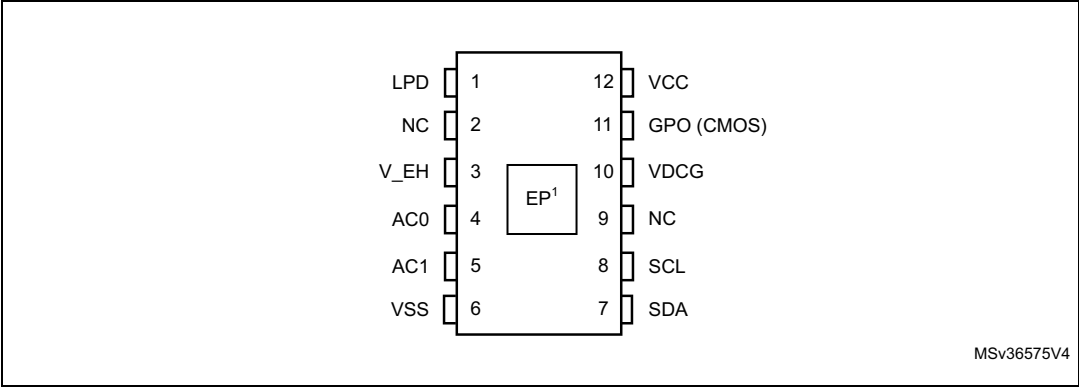 LPD 1 12 VCC
NC 2 11 GPO (CMOS)
V_EH 3 10 VDCG
EP1
AC0 4 9 NC
AC1 5 8 SCL
VSS 6 7 SDA
MSv36575V4